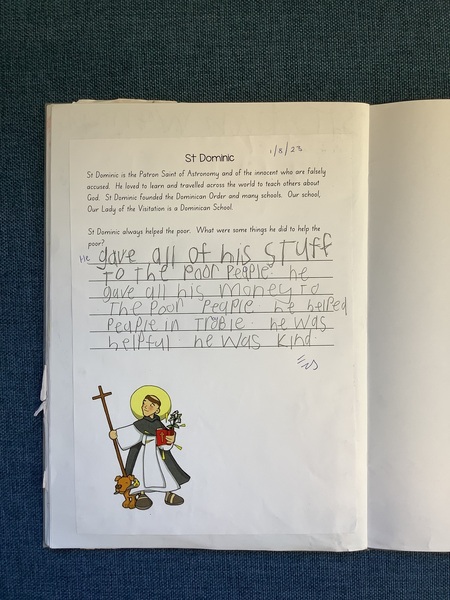 St Dominic
1/8/23
St Dominic is the Patron Saint of Astronomy and of the innocent who are falsely
accused. He loved to learn and travelled across the world to teach others about
God. St Dominic founded the Dominican Order and many schools. Our school,
Our Lady of the Visitation is a Dominican School.
St Dominic always helped the poor. What were some things he did to help the
poor?
He gave all of his STUFF
To the poor People. he
gave all his money To
The Poor People he helped
People in Troble he was
helpful. he was kind.